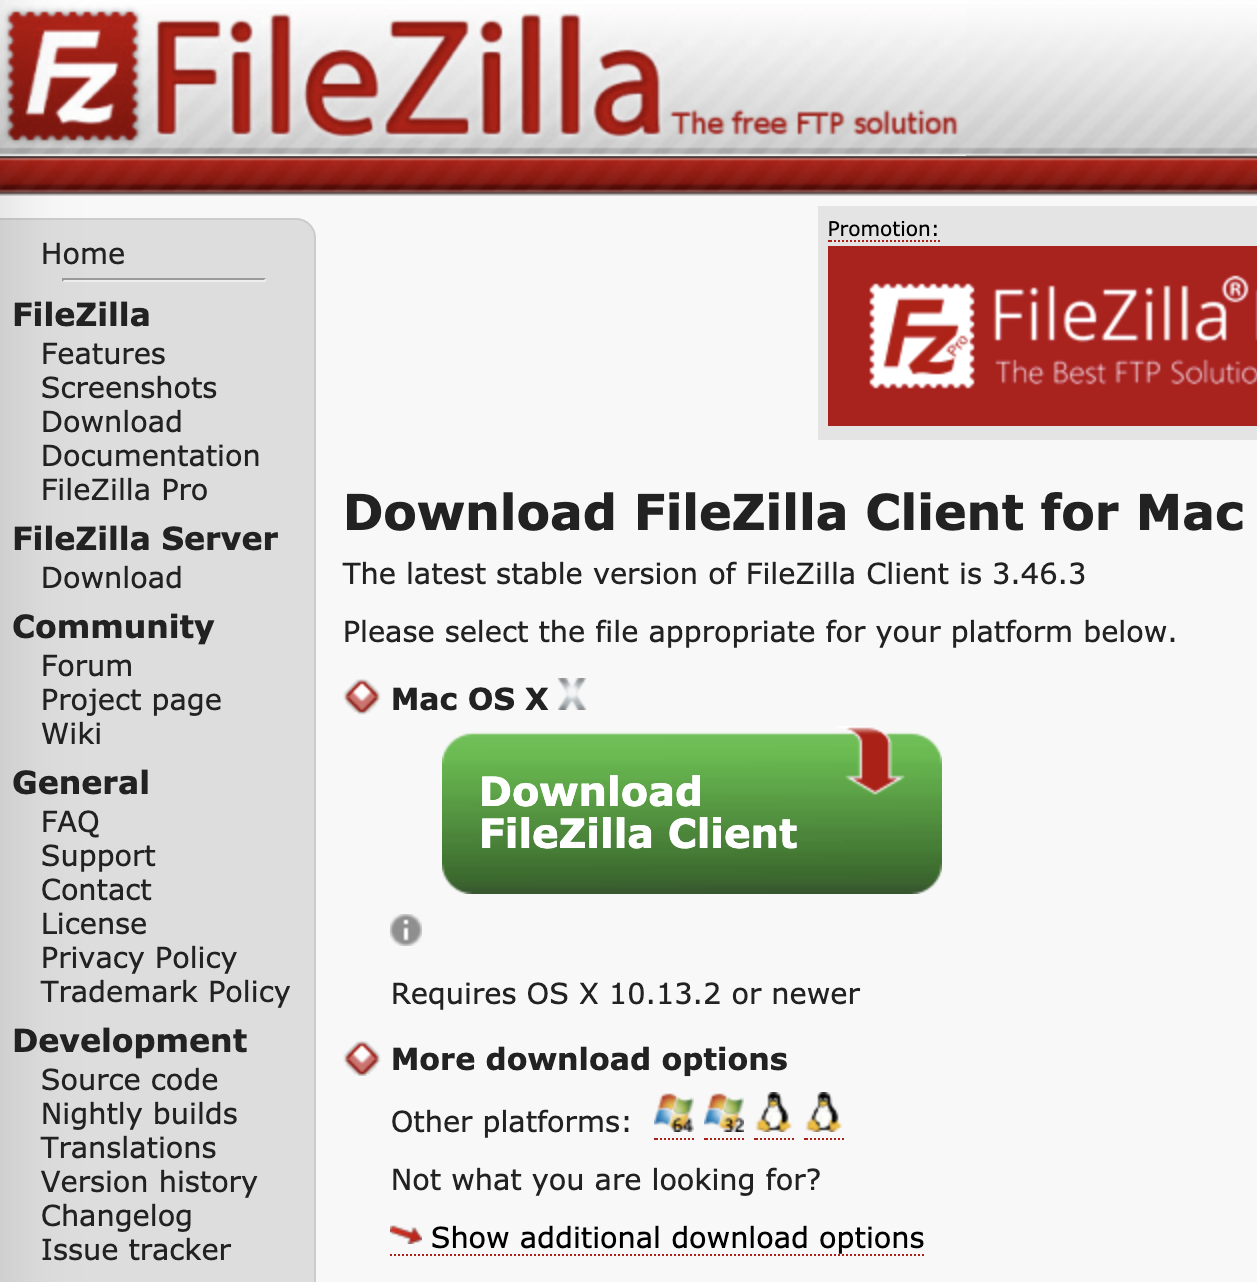 FileZilla The free FTP solution
Home
FileZilla
Features
Screenshots
Download
Documentation
FileZilla Pro
FileZilla Server
Download
Community
Forum
Project page
Wiki
General
FAQ
Support
Contact
License
Privacy Policy
Trademark Policy
Development
Source code
Nightly builds
Translations
Version history
Changelog
Issue tracker
Promotion:
FileZilla®
Pro
The Best FTP Solutio
Download FileZilla Client for Mac
The latest stable version of FileZilla Client is 3.46.3
Please select the file appropriate for your platform below.
Mac OS X X
Download
FileZilla Client
i
Requires OS X 10.13.2 or newer
More download options
Other platforms: 64 32
Not what you are looking for?
Show additional download options